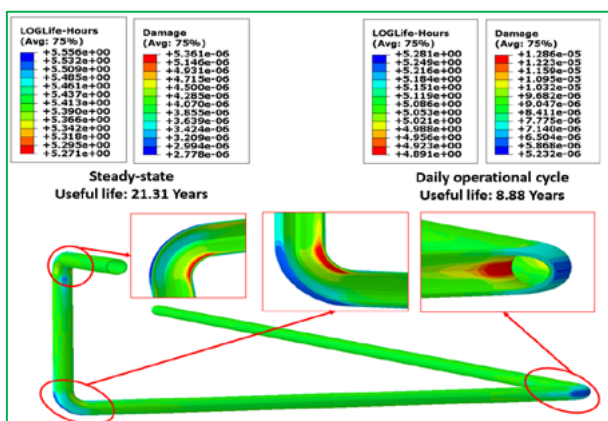 LOGLife-Hours
(Avg: 75%)
+5.556e+00
+5.532e+00
+5.509e+00
+5.485e+00
+5.461e+00
+5.437e+00
+5.413e+00
+5.390e+00
+5.366e+00
+5.342e+00
+5.318e+00
+5.295e+00
+5.271e+00
Damage
(Avg: 75%)
+5.361e-06
+5.146e-06
+4.931e-06
+4.715e-06
+4.500e-06
+4.285e-06
+4.070e-06
+3.855e-06
+3.639e-06
+3.424e-06
+3.209e-06
+2.994e-06
+2.778e-06
Steady-state
Useful life: 21.31 Years
LOGLife-Hours
(Avg: 75%)
+5.281e+00
+5.249e+00
+5.216e+00
+5.184e+00
+5.151e+00
+5.119e+00
+5.086e+00
+5.053e+00
+5.021e+00
+4.988e+00
+4.956e+00
+4.923e+00
+4.891e+00
Damage
(Avg: 75%)
+1.286e-05
+1.223e-05
+1.159e-05
+1.095e-05
+1.032e-05
+9.682e-06
+9.047e-06
+8.411e-06
+7.775e-06
+7.140e-06
+6.504e-06
+5.868e-06
+5.232e-06
Daily operational cycle
Useful life: 8.88 Years